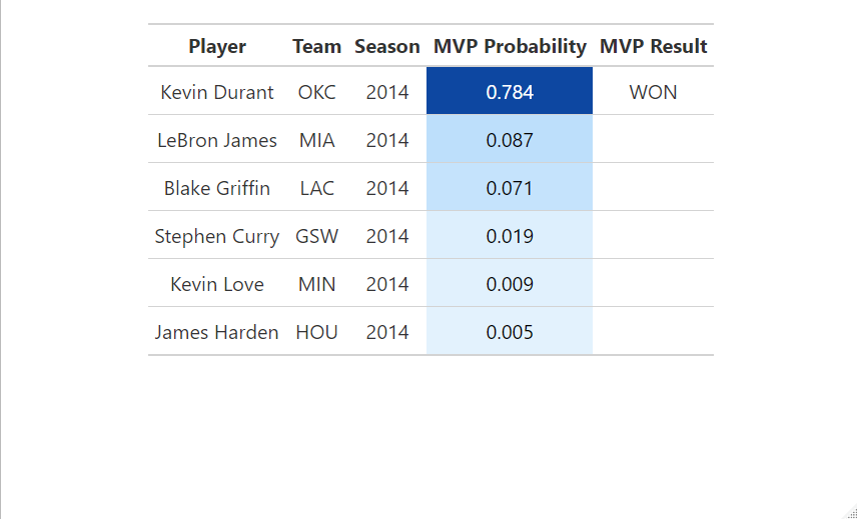 Player Team Season MVP Probability MVP Result
Kevin Durant OKC 2014 0.784 WON
LeBron James MIA 2014 0.087
Blake Griffin LAC 2014 0.071
Stephen Curry GSW 2014 0.019
Kevin Love MIN 2014 0.009
James Harden HOU 2014 0.005